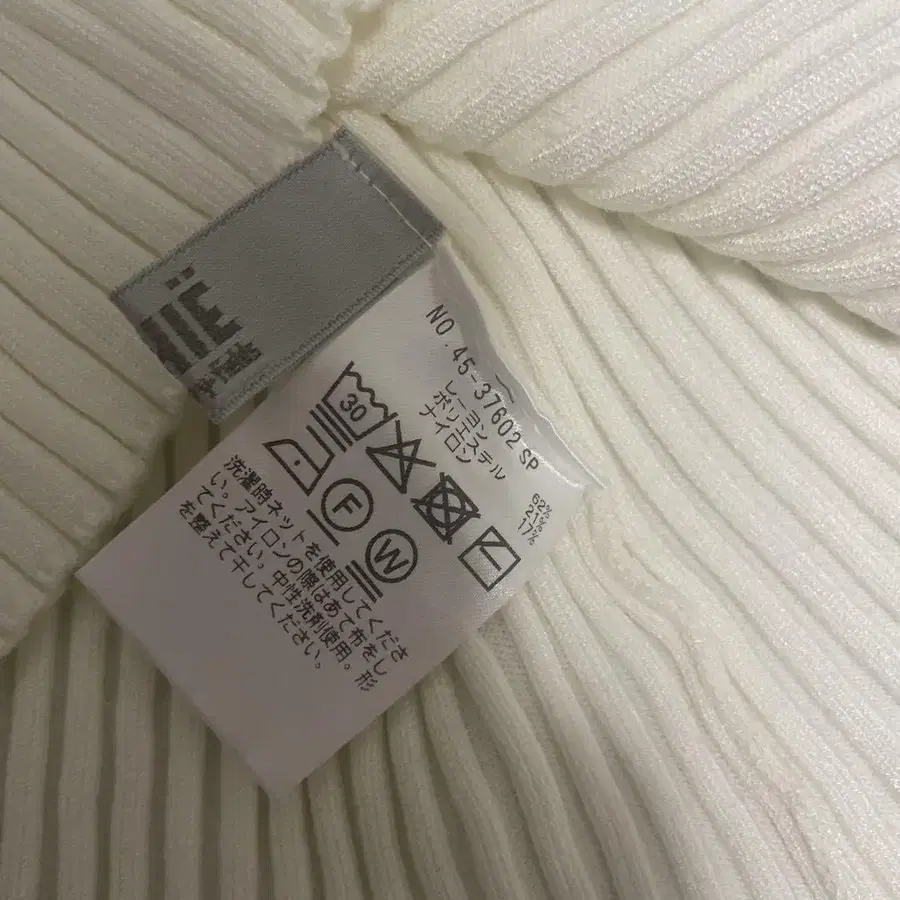 NO.45-37602 SP
レーヨン 62%
ポリエステル 21%
ナイロン 17%
30
F
W
洗濯時ネットを使用してくださ
い。アイロンの際はあて布をし
てください。中性洗剤使用。形
を整えて干してください。